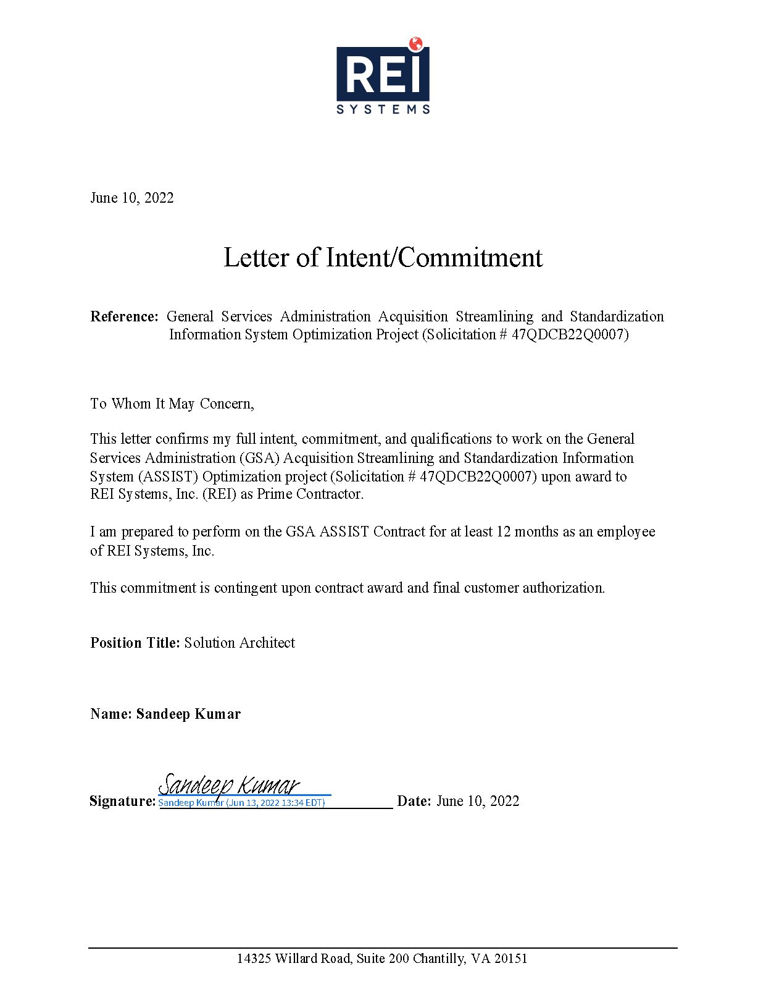 REI
SYSTEMS
June 10, 2022
Letter of Intent/Commitment
Reference: General Services Administration Acquisition Streamlining and Standardization
Information System Optimization Project (Solicitation # 47QDCB22Q0007)
To Whom It May Concern,
This letter confirms my full intent, commitment, and qualifications to work on the General
Services Administration (GSA) Acquisition Streamlining and Standardization Information
System (ASSIST) Optimization project (Solicitation # 47QDCB22Q0007) upon award to
REI Systems, Inc. (REI) as Prime Contractor.
I am prepared to perform on the GSA ASSIST Contract for at least 12 months as an employee
of REI Systems, Inc.
This commitment is contingent upon contract award and final customer authorization.
Position Title: Solution Architect
Name: Sandeep Kumar
Sandeep Kumar
Signature: Sandeep Kumar (Jun 13, 2022 13:34 EDT) Date: June 10, 2022
14325 Willard Road, Suite 200 Chantilly, VA 20151